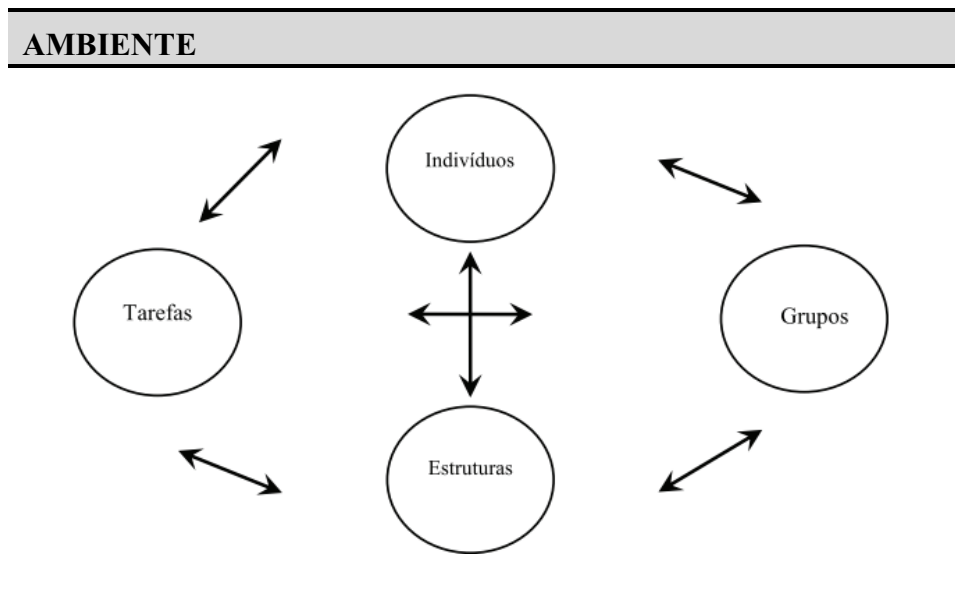 AMBIENTE
Indivíduos
Tarefas
Grupos
Estruturas